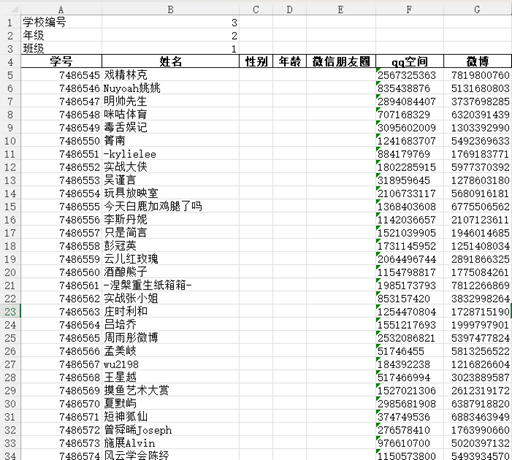 A B C D E F G
1 学校编号 3
2 年级 2
3 班级 1
4 学号 姓名 性别 年龄 微信朋友圈 qq空间 微博
5 7486545 戏精林克 2567325363 7819800760
6 7486546 Nuyoah姚姚 835438876 5131680803
7 7486547 明帅先生 2894084407 3737698285
8 7486548 咪咕体育 707168329 6320391439
9 7486549 毒舌娱记 3095602009 1303392990
10 7486550 箐南 1241683707 5492369633
11 7486551 -kylielee 884179769 1769183771
12 7486552 实战大侠 1802285915 5977370392
13 7486553 吴谨言 318959645 1278603180
14 7486554 玩具放映室 2106733117 5680916181
15 7486555 今天白鹿加鸡腿了吗 1368403608 6775506562
16 7486556 李斯丹妮 1142036657 2107123611
17 7486557 只是简言 1521039905 1946014685
18 7486558 彭冠英 1731145952 1251408034
19 7486559 云儿红玫瑰 2064496744 2891866325
20 7486560 酒酿熊子 1154798817 1775084261
21 7486561 -涅槃重生纸箱箱- 1985173793 7812266869
22 7486562 实战张小姐 853157420 3832998264
23 7486563 庄时利和 1254470804 1728715190
24 7486564 吕培乔 1551217693 1999797901
25 7486565 周雨彤微博 2532086821 5397477824
26 7486566 孟美岐 51746455 5813256522
27 7486567 wu2198 184392238 1216826604
28 7486568 王星越 517466994 3023889587
29 7486569 摸鱼艺术大赏 1527021306 2612319172
30 7486570 夏默屿 2985681908 6387918820
31 7486571 短神狐仙 374749536 6883463949
32 7486572 曾舜晞Joseph 276578410 1763990660
33 7486573 施展Alvin 976610700 5020397132
34 7486574 风云学会陈经 1150573800 5493934570